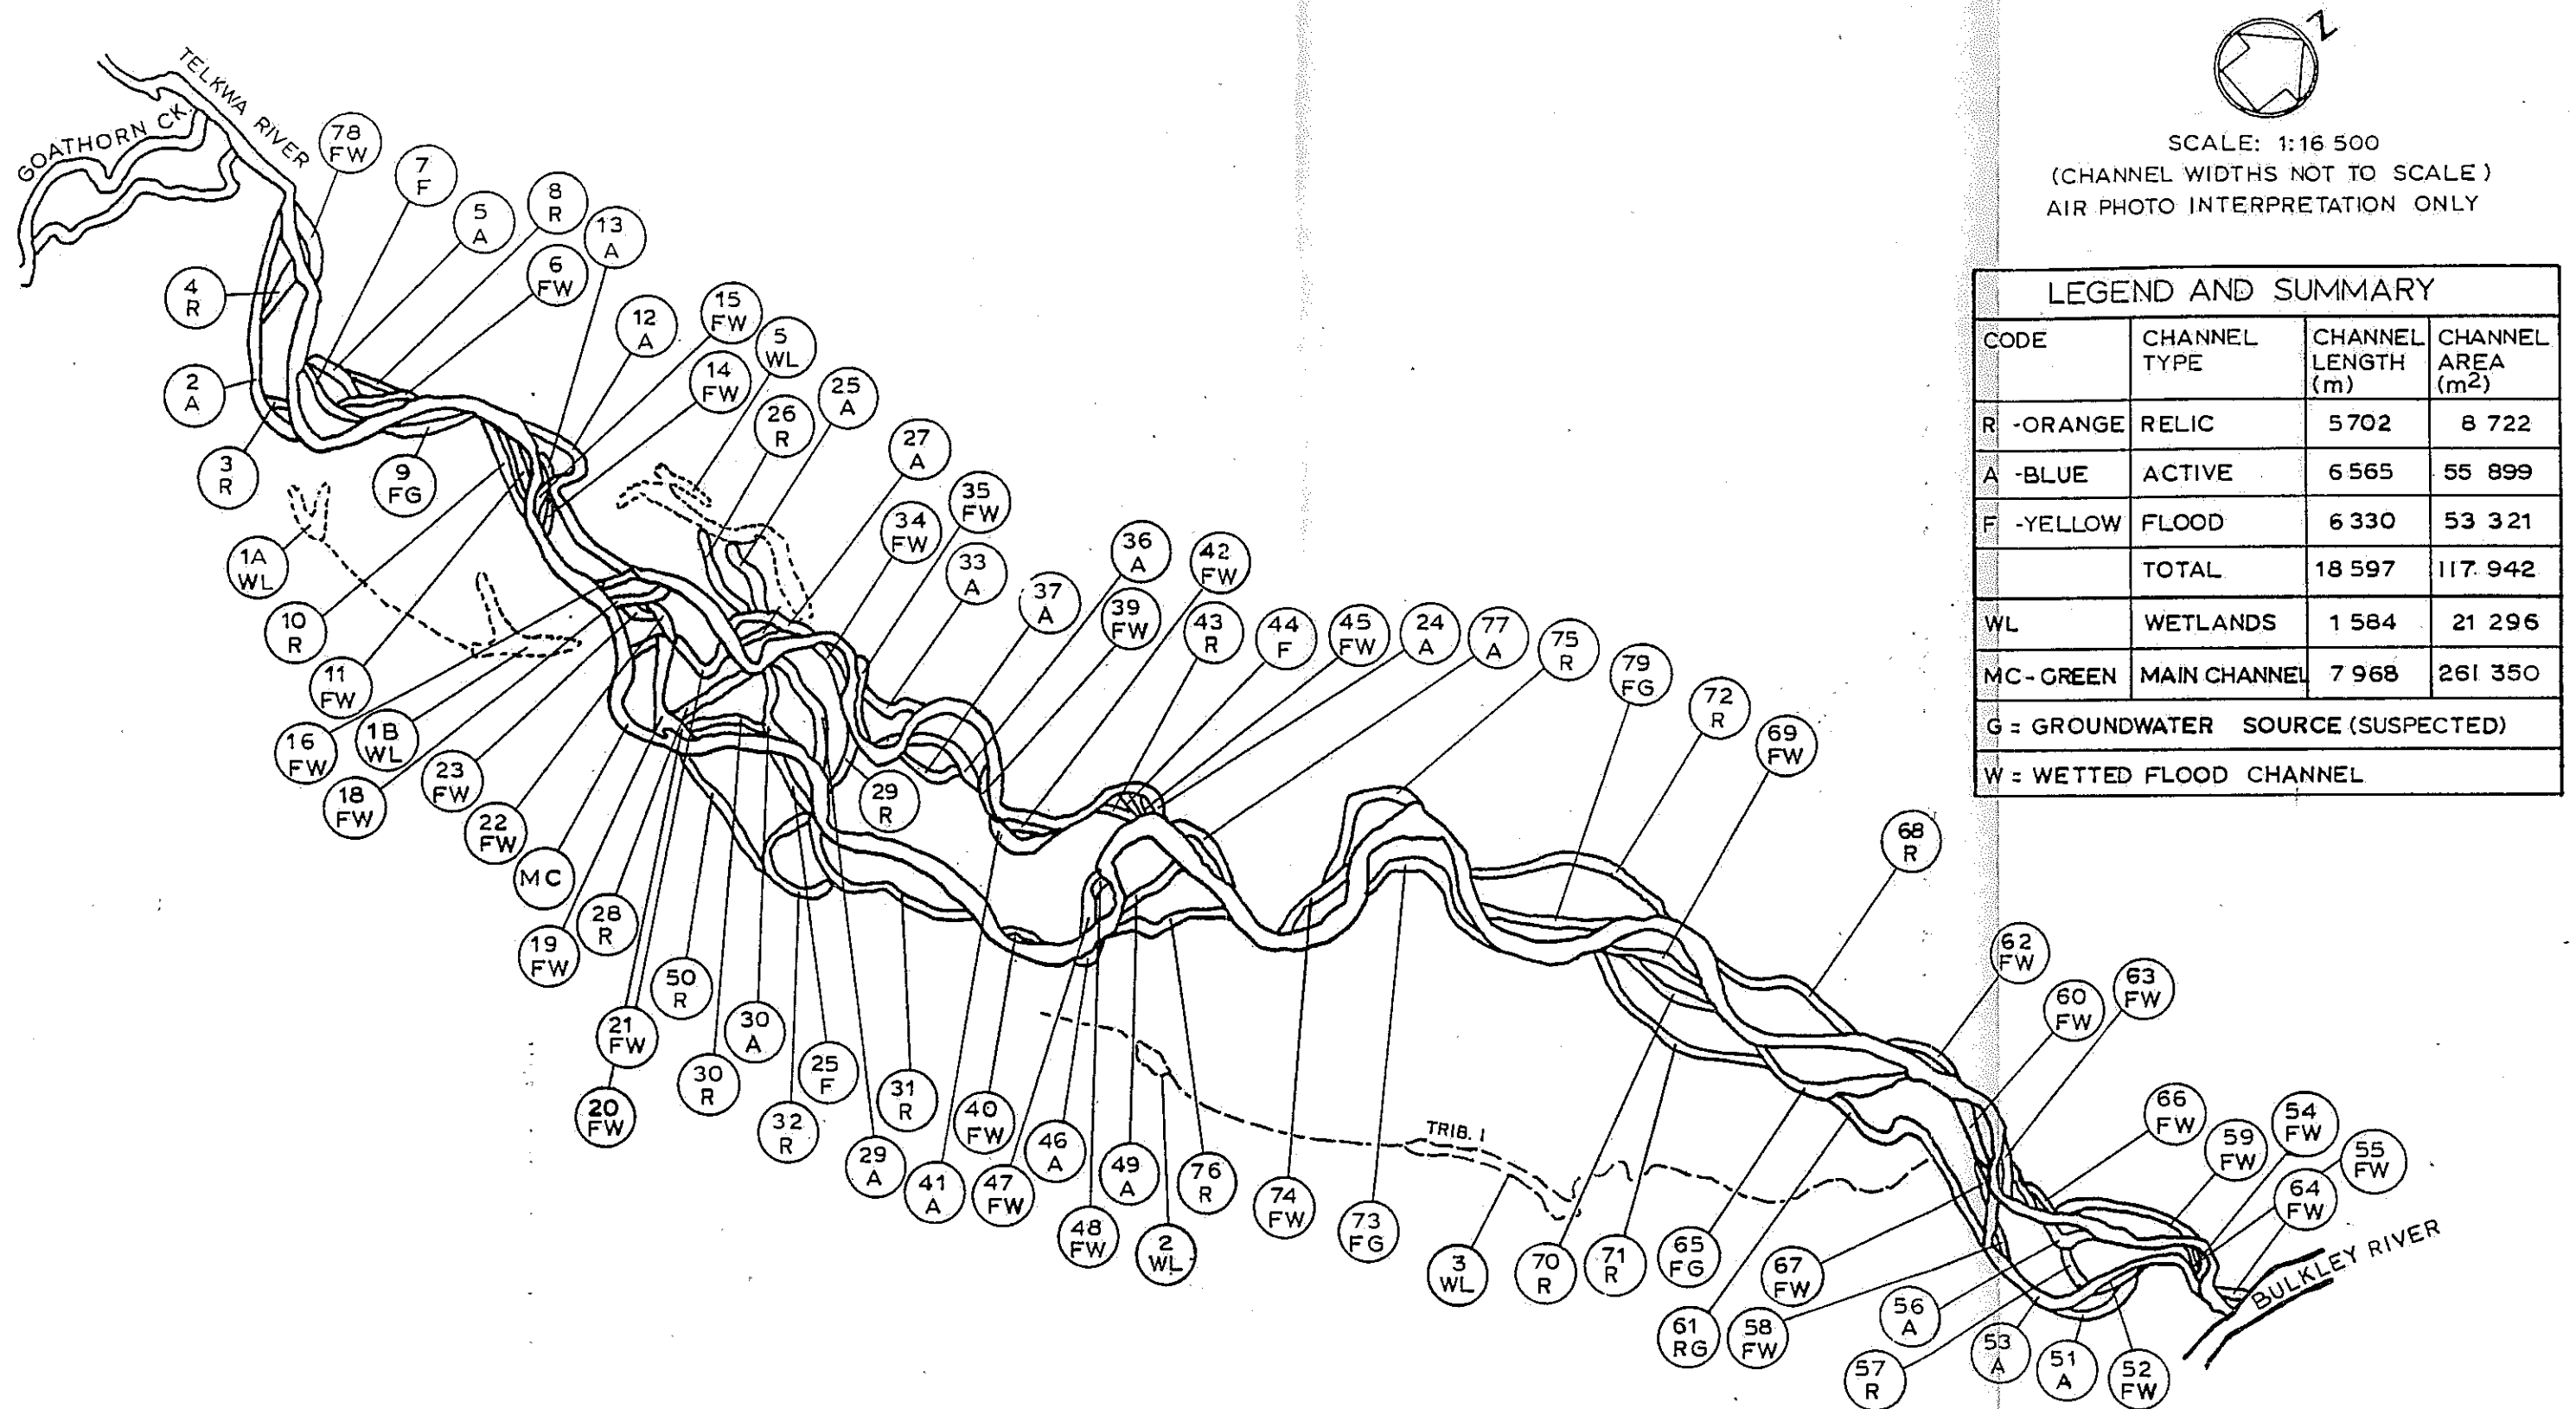 TELKWA RIVER
GOATHORN CK.
78
FW
7
F
5
A
8
R
13
A
6
FW
4
R
15
FW
12
A
5
WL
14
FW
2
A
25
A
26
R
27
A
3
R
9
FG
35
FW
34
FW
36
A
42
FW
1A
WL
33
A
37
A
39
FW
43
R
44
F
45
FW
24
A
77
A
75
R
79
FG
72
R
69
FW
10
R
11
FW
16
FW
1B
WL
18
FW
23
FW
22
FW
MC
29
R
68
R
19
FW
28
R
50
R
21
FW
20
FW
30
R
30
A
32
R
25
F
29
A
31
R
41
A
40
FW
47
FW
46
A
48
FW
49
A
2
WL
76
R
74
FW
73
FG
TRIB. 1
3
WL
70
R
71
R
65
FG
61
RG
58
FW
67
FW
57
R
56
A
53
A
51
A
52
FW
62
FW
60
FW
63
FW
66
FW
59
FW
54
FW
55
FW
64
FW
BULKLEY RIVER
Z
SCALE: 1:16 500
(CHANNEL WIDTHS NOT TO SCALE)
AIR PHOTO INTERPRETATION ONLY
LEGEND AND SUMMARY
CODE CHANNEL TYPE CHANNEL LENGTH (m) CHANNEL AREA (m2)
R -ORANGE RELIC 5702 8 722
A -BLUE ACTIVE 6 565 55 899
F -YELLOW FLOOD 6 330 53 321
TOTAL 18 597 117 942
WL WETLANDS 1 584 21 296
MC-GREEN MAIN CHANNEL 7 968 261 350
G = GROUNDWATER SOURCE (SUSPECTED)
W = WETTED FLOOD CHANNEL